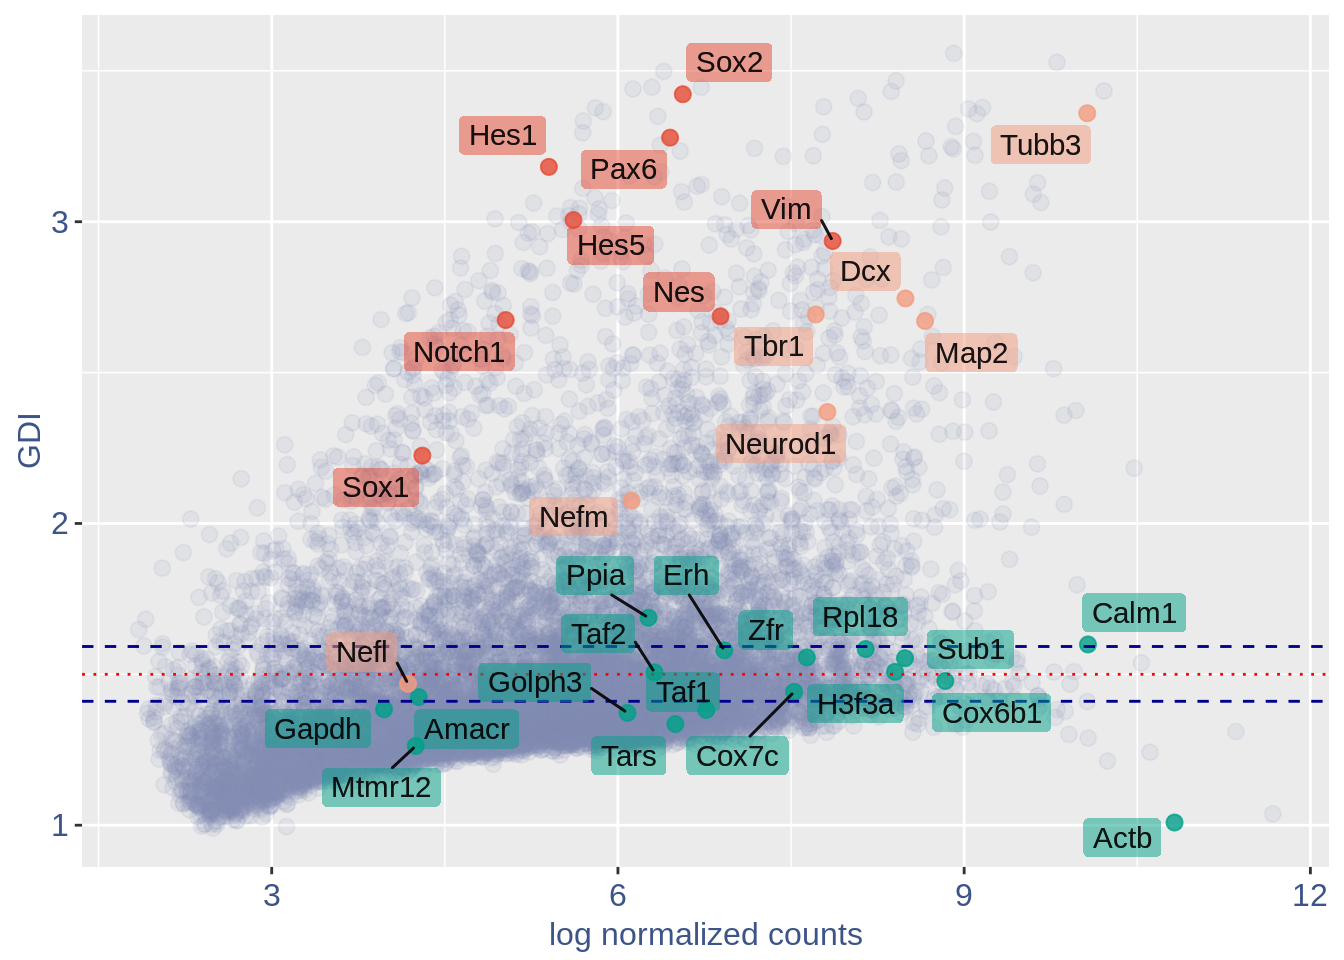 Sox2
Hes1
Tubb3
Pax6
Vim
Hes5
Dcx
Nes
Tbr1
Map2
Notch1
Neurod1
Sox1
Nefm
Ppia
Erh
Calm1
Rpl18
Taf2
Zfr
Sub1
Nefl
Golph3
Taf1
H3f3a
Cox6b1
Gapdh
Amacr
Tars
Cox7c
Mtmr12
Actb
GDI
3
2
1
3
6
9
12
log normalized counts